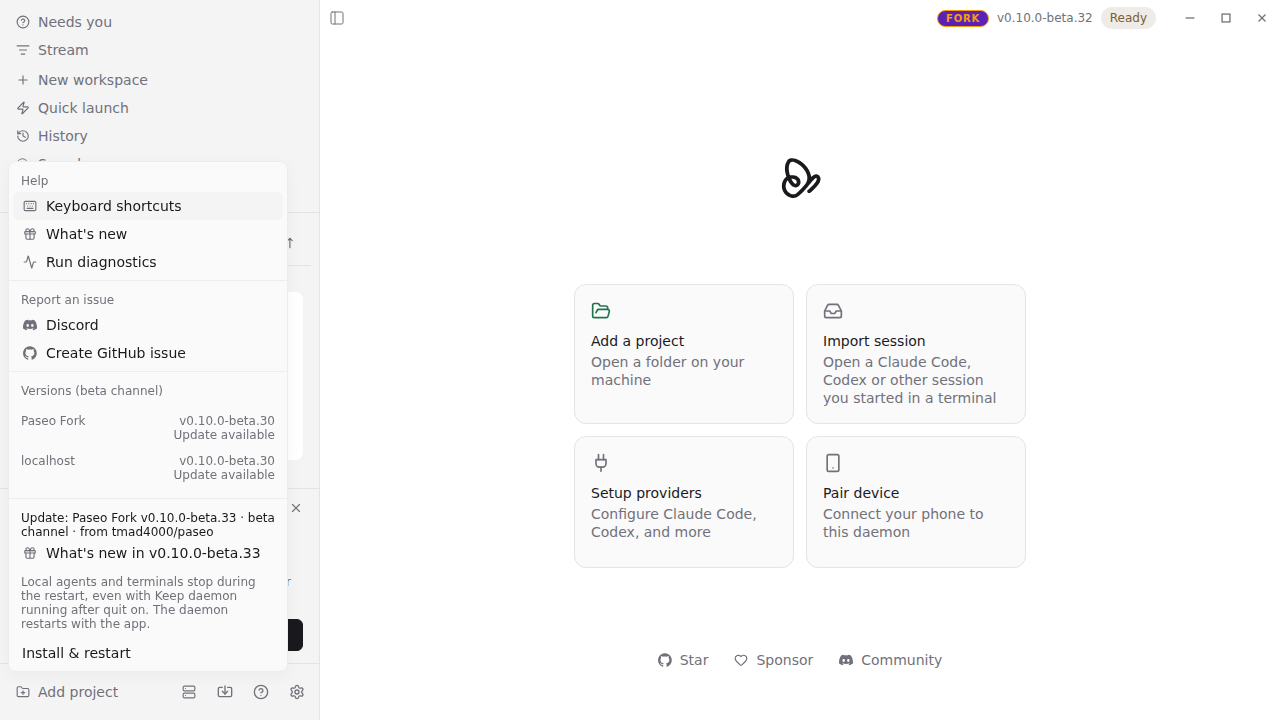 Needs you
Stream
New workspace
Quick launch
History
Help
Keyboard shortcuts
What's new
Run diagnostics
Report an issue
Discord
Create GitHub issue
Versions (beta channel)
Paseo Fork v0.10.0-beta.30
Update available
localhost v0.10.0-beta.30
Update available
Update: Paseo Fork v0.10.0-beta.33 · beta
channel · from tmad4000/paseo
What's new in v0.10.0-beta.33
Local agents and terminals stop during
the restart, even with Keep daemon
running after quit on. The daemon
restarts with the app.
Install & restart
Add project
FORK v0.10.0-beta.32 Ready
Add a project
Open a folder on your
machine
Import session
Open a Claude Code,
Codex or other session
you started in a terminal
Setup providers
Configure Claude Code,
Codex, and more
Pair device
Connect your phone to
this daemon
Star Sponsor Community